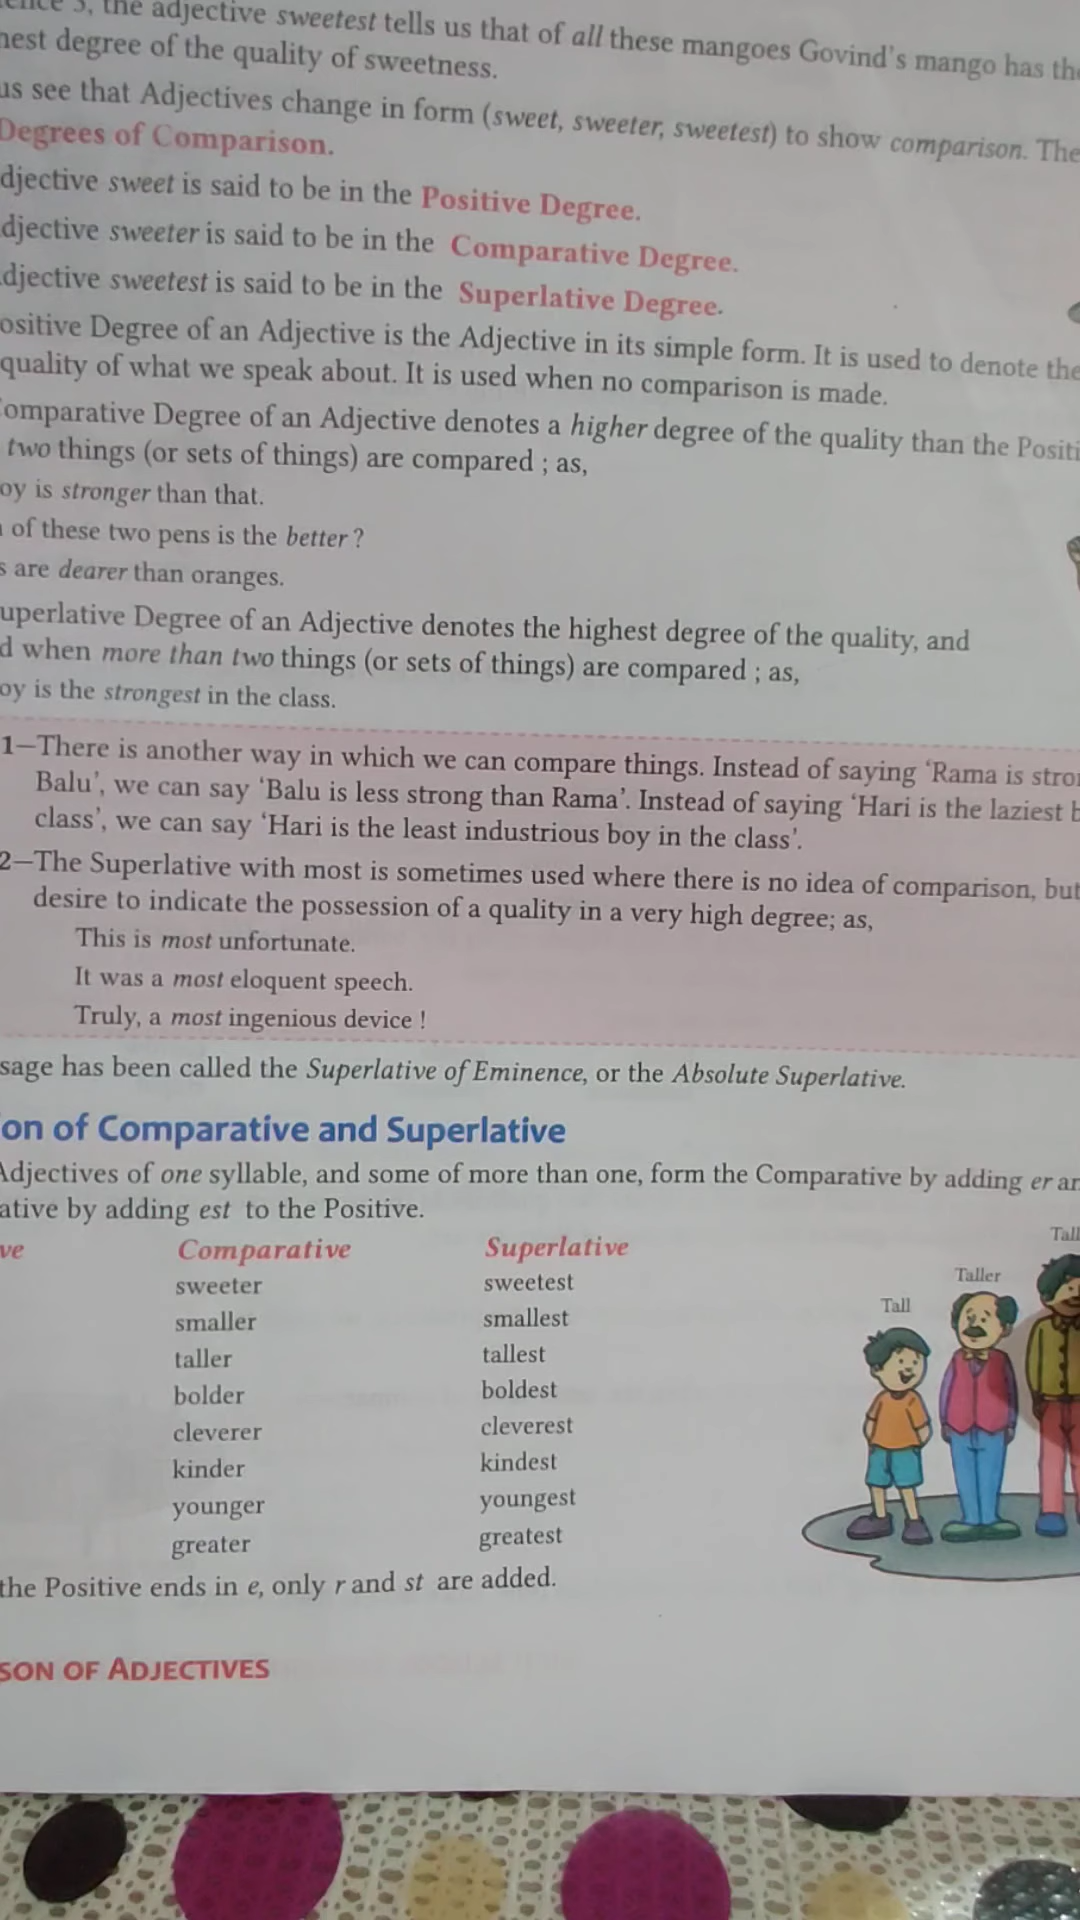 3, the adjective sweetest tells us that of all these mangoes Govind's mango has the
degree of the quality of sweetness.
us see that Adjectives change in form (sweet, sweeter, sweetest) to show comparison. The
Degrees of Comparison.
djective sweet is said to be in the Positive Degree.
djective sweeter is said to be in the Comparative Degree.
djective sweetest is said to be in the Superlative Degree.
ositive Degree of an Adjective is the Adjective in its simple form. It is used to denote the
quality of what we speak about. It is used when no comparison is made.
omparative Degree of an Adjective denotes a higher degree of the quality than the Positi
two things (or sets of things) are compared ; as,
oy is stronger than that.
of these two pens is the better ?
s are dearer than oranges.
uperlative Degree of an Adjective denotes the highest degree of the quality, and
d when more than two things (or sets of things) are compared ; as,
oy is the strongest in the class.
1—There is another way in which we can compare things. Instead of saying ‘Rama is stro
Balu’, we can say ‘Balu is less strong than Rama’. Instead of saying ‘Hari is the laziest b
class’, we can say ‘Hari is the least industrious boy in the class’.
2—The Superlative with most is sometimes used where there is no idea of comparison, but
desire to indicate the possession of a quality in a very high degree; as,
This is most unfortunate.
It was a most eloquent speech.
Truly, a most ingenious device !
sage has been called the Superlative of Eminence, or the Absolute Superlative.
on of Comparative and Superlative
Adjectives of one syllable, and some of more than one, form the Comparative by adding er an
ative by adding est to the Positive.
ve Comparative Superlative
sweeter sweetest
smaller smallest
taller tallest
bolder boldest
cleverer cleverest
kinder kindest
younger youngest
greater greatest
Tall
Taller
Tall
the Positive ends in e, only r and st are added.
SON OF ADJECTIVES